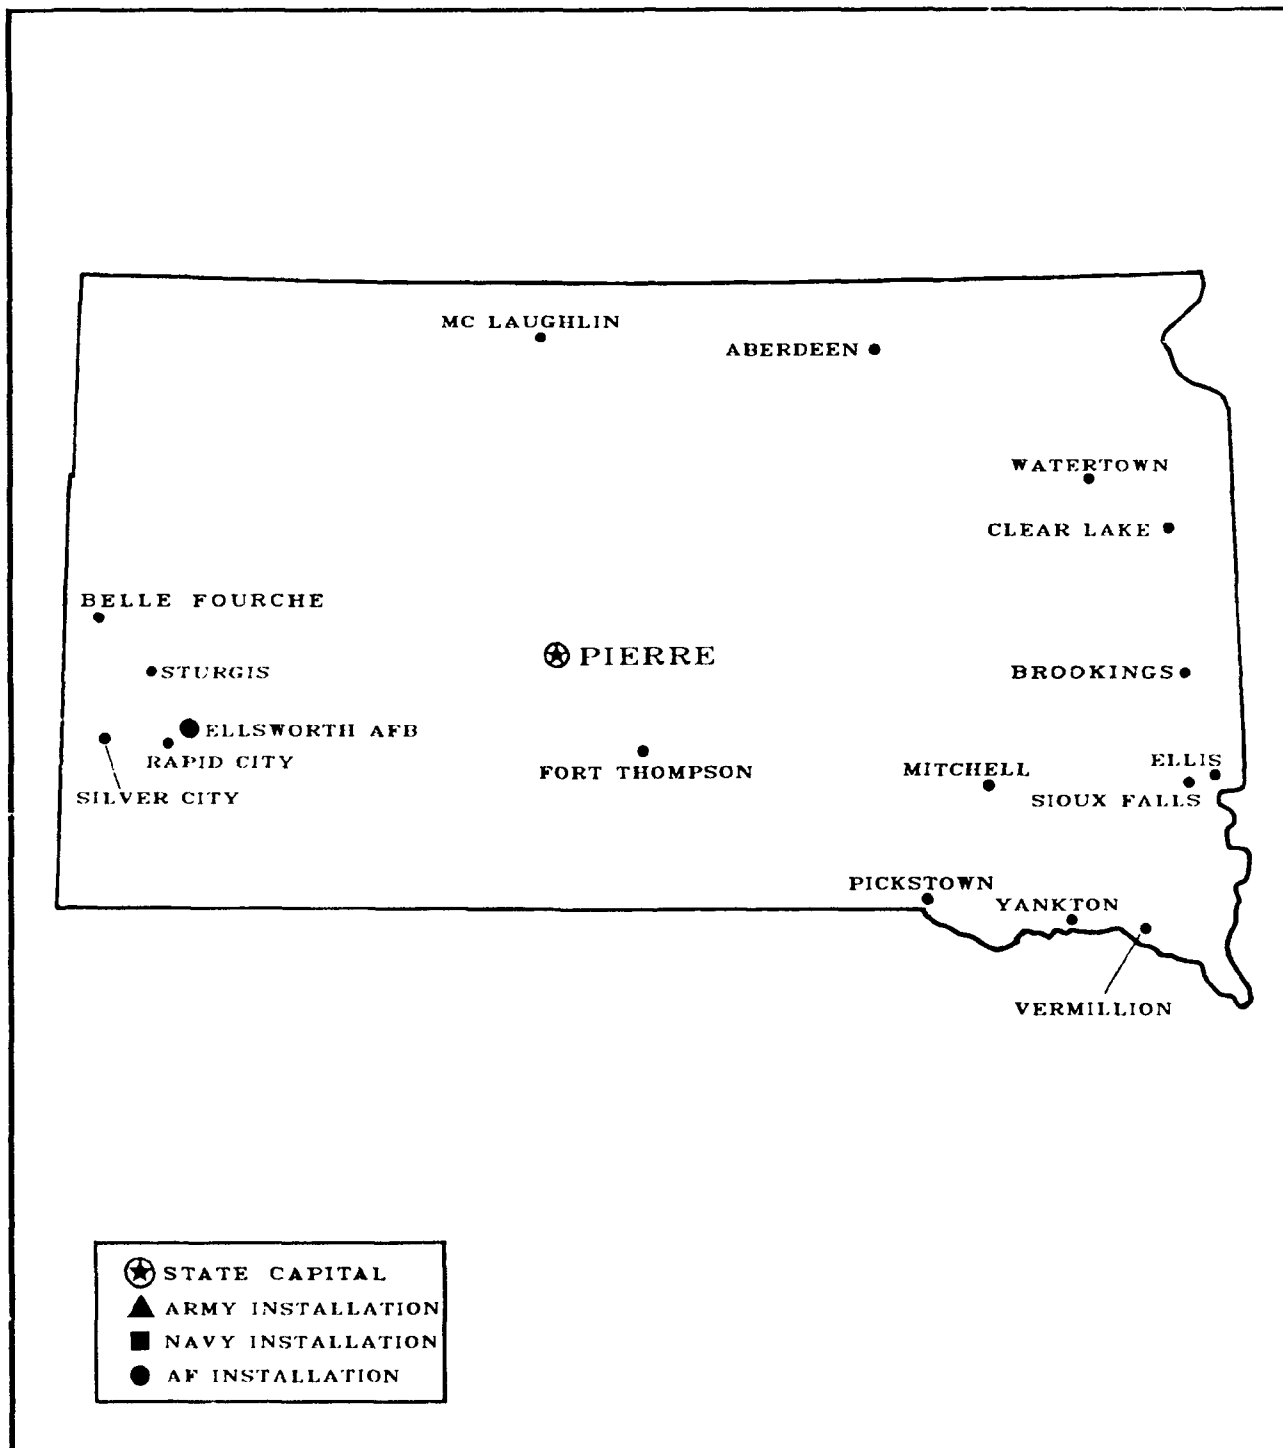 MC LAUGHLIN
ABERDEEN
WATERTOWN
CLEAR LAKE
BELLE FOURCHE
PIERRE
STURGIS
BROOKINGS
ELLSWORTH AFB
RAPID CITY
SILVER CITY
FORT THOMPSON
MITCHELL
ELLIS
SIOUX FALLS
PICKSTOWN
YANKTON
VERMILLION
STATE CAPITAL
ARMY INSTALLATION
NAVY INSTALLATION
AF INSTALLATION